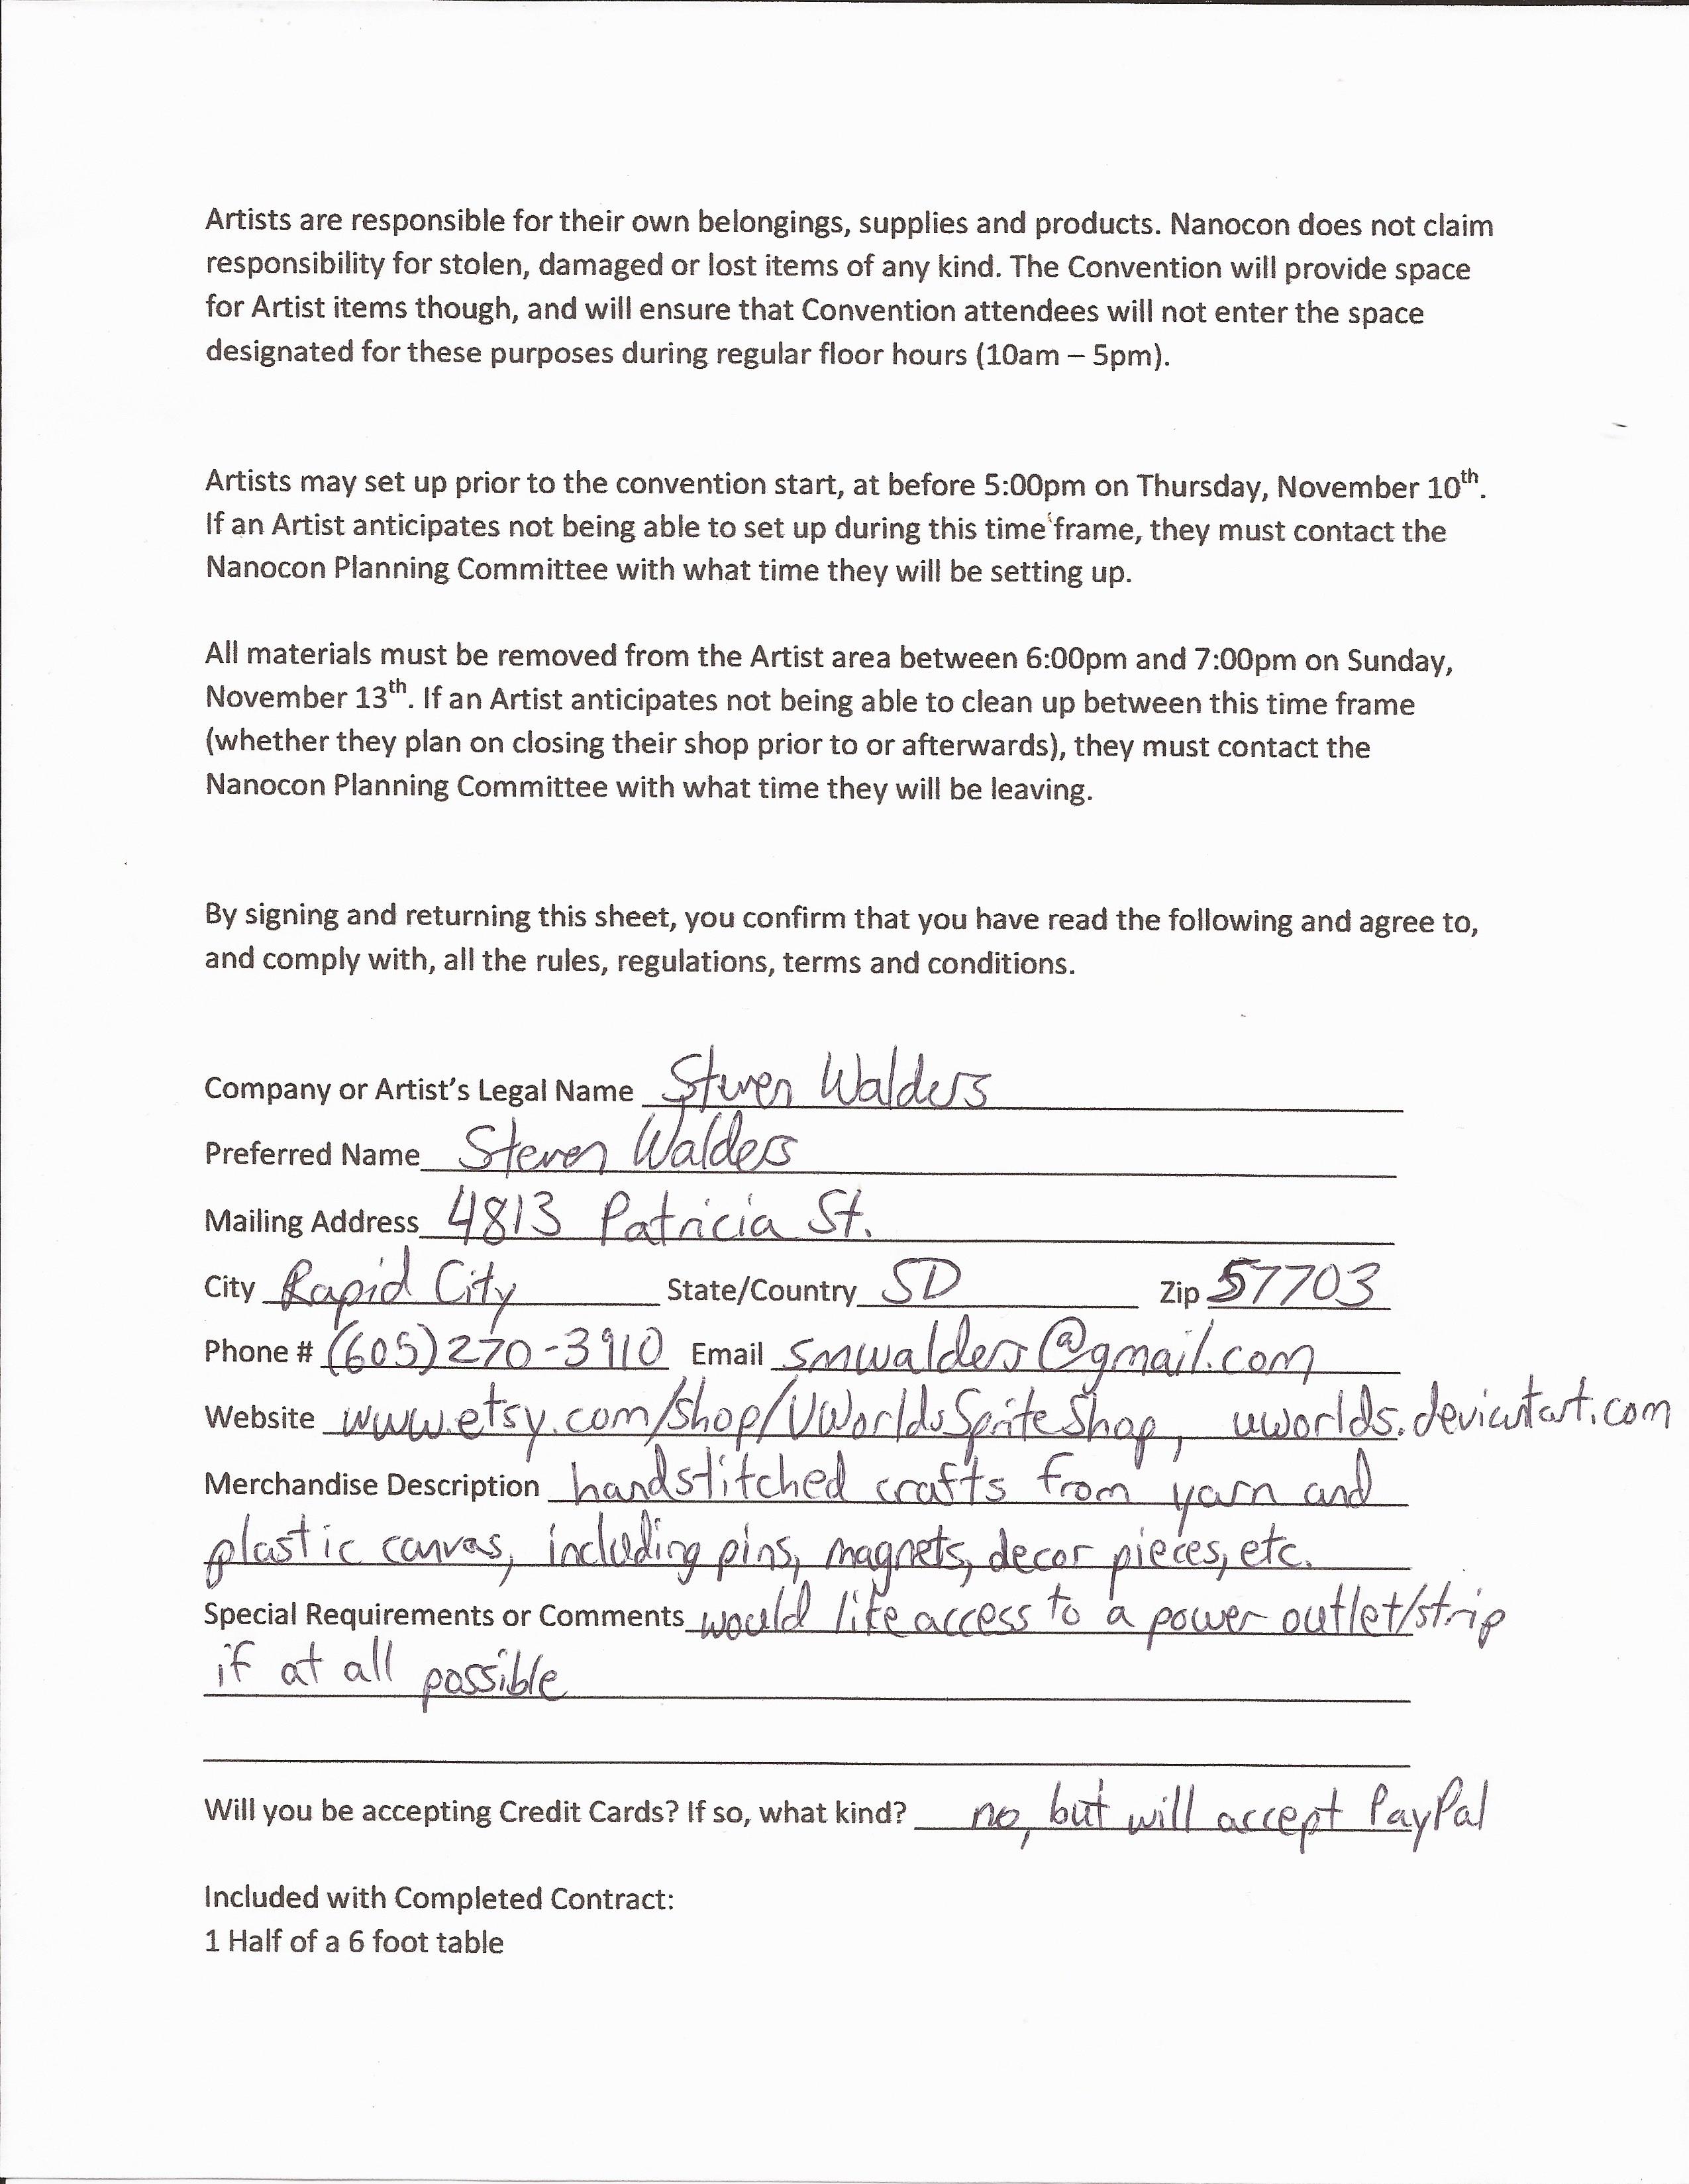 Artists are responsible for their own belongings, supplies and products. Nanocon does not claim
responsibility for stolen, damaged or lost items of any kind. The Convention will provide space
for Artist items though, and will ensure that Convention attendees will not enter the space
designated for these purposes during regular floor hours (10am – 5pm).
Artists may set up prior to the convention start, at before 5:00pm on Thursday, November 10th.
If an Artist anticipates not being able to set up during this time frame, they must contact the
Nanocon Planning Committee with what time they will be setting up.
All materials must be removed from the Artist area between 6:00pm and 7:00pm on Sunday,
November 13th. If an Artist anticipates not being able to clean up between this time frame
(whether they plan on closing their shop prior to or afterwards), they must contact the
Nanocon Planning Committee with what time they will be leaving.
By signing and returning this sheet, you confirm that you have read the following and agree to,
and comply with, all the rules, regulations, terms and conditions.
Company or Artist's Legal Name Steven Walders
Preferred Name Steven Walders
Mailing Address 4813 Patricia St.
City Rapid City State/Country SD Zip 57703
Phone # (605)270-3910 Email smwalders@gmail.com
Website www.etsy.com/shop/UWorldsSpriteShop, uworlds.deviantart.com
Merchandise Description handstitched crafts from yarn and
plastic canvas, including pins, magnets, decor pieces, etc.
Special Requirements or Comments would like access to a power outlet/strip
if at all possible
Will you be accepting Credit Cards? If so, what kind? no, but will accept PayPal
Included with Completed Contract:
1 Half of a 6 foot table